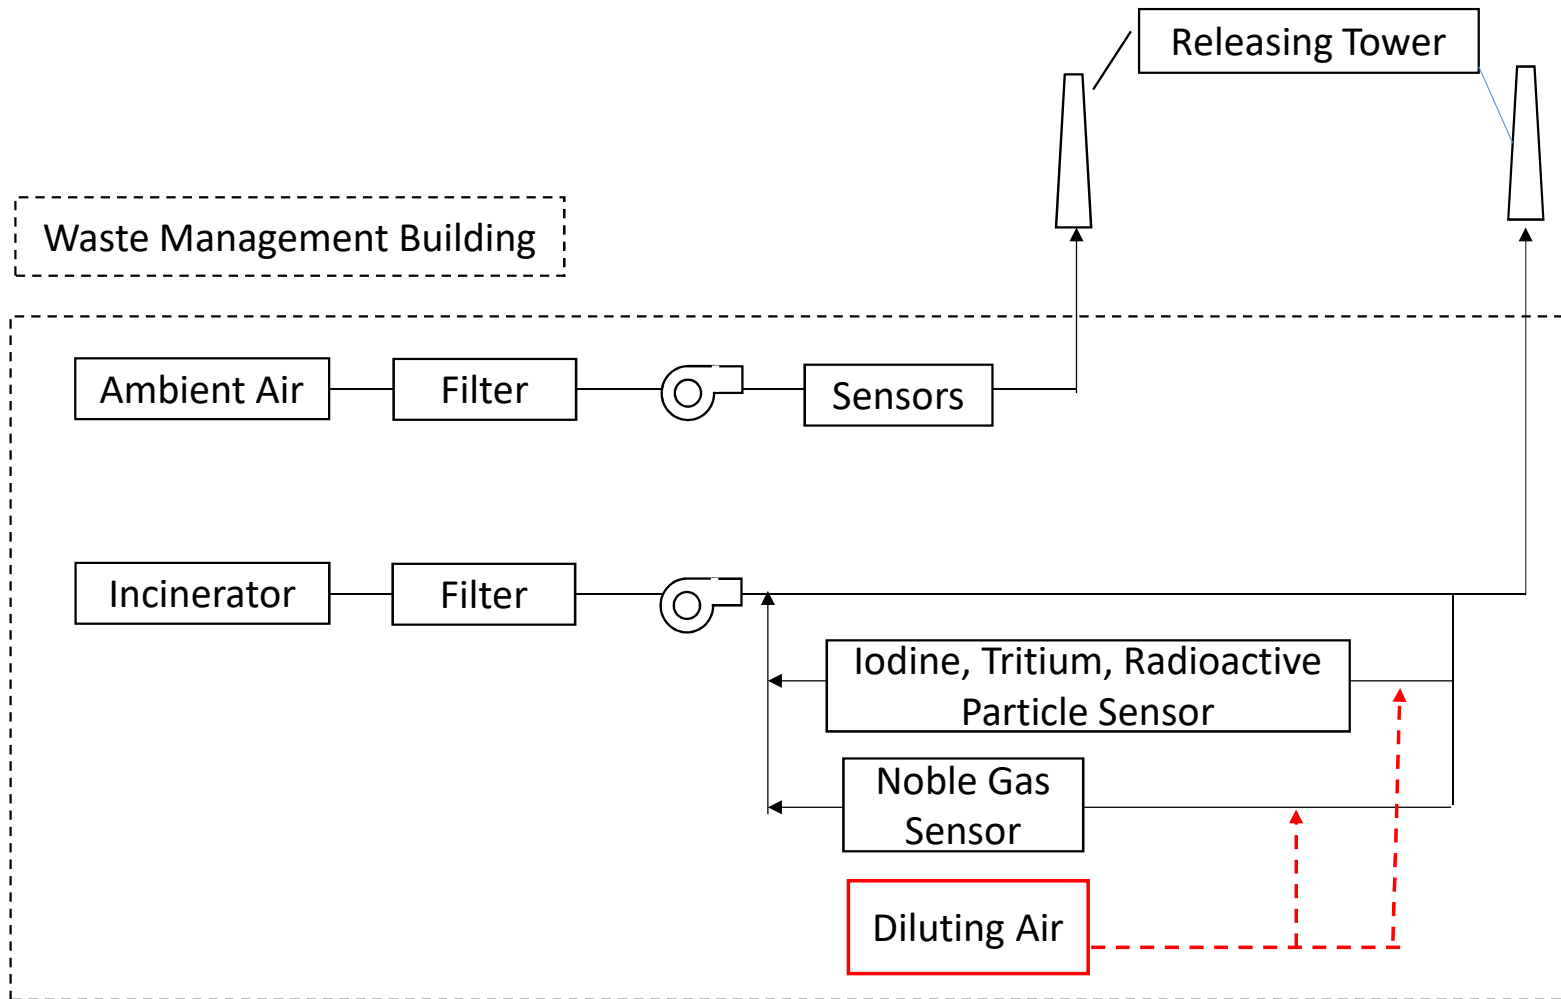 Releasing Tower
Waste Management Building
Ambient Air
Filter
Sensors
Incinerator
Filter
Iodine, Tritium, Radioactive
Particle Sensor
Noble Gas
Sensor
Diluting Air